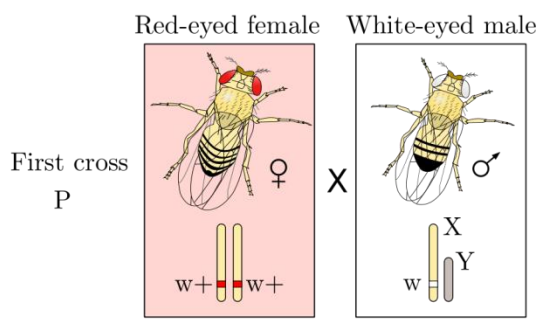 Red-eyed female
White-eyed male
First cross
P
♀
X
♂
w+
w+
X
Y
w